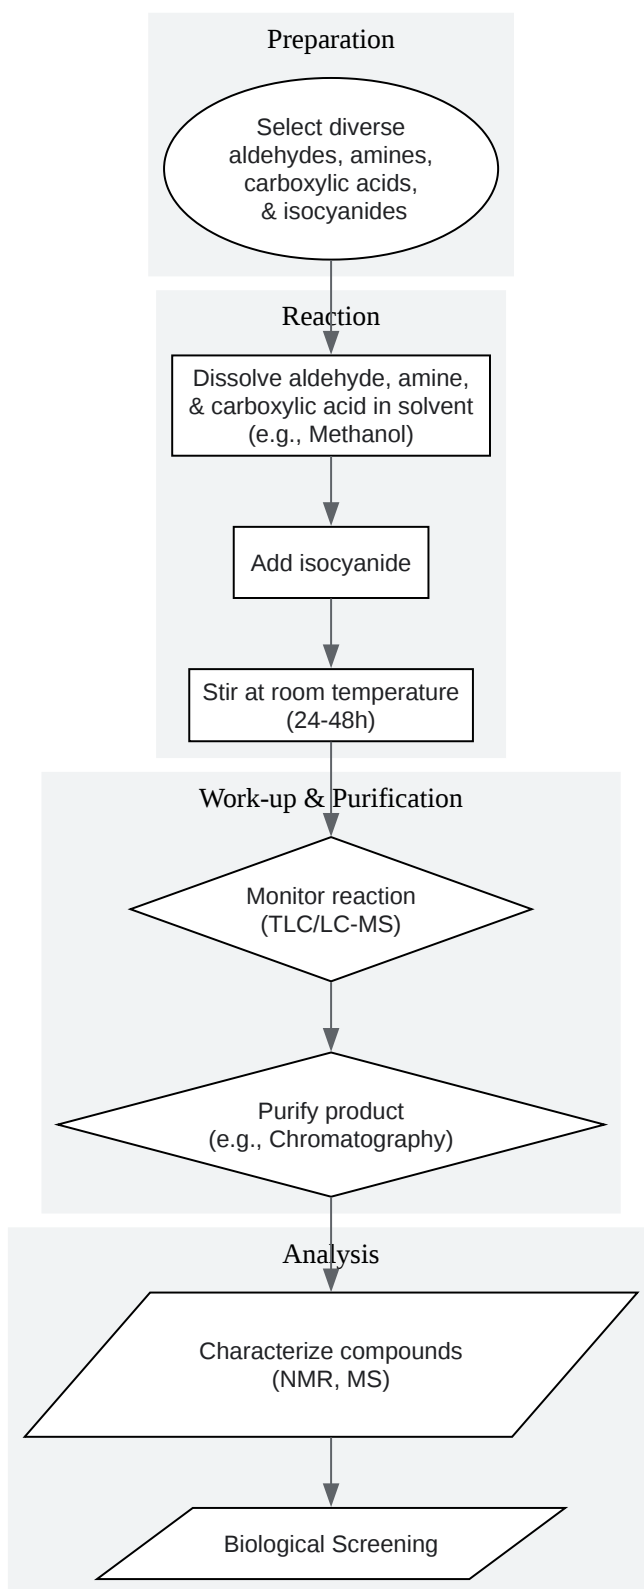 Preparation
Select diverse
aldehydes, amines,
carboxylic acids,
& isocyanides
Reaction
Dissolve aldehyde, amine,
& carboxylic acid in solvent
(e.g., Methanol)
Add isocyanide
Stir at room temperature
(24-48h)
Work-up & Purification
Monitor reaction
(TLC/LC-MS)
Purify product
(e.g., Chromatography)
Analysis
Characterize compounds
(NMR, MS)
Biological Screening